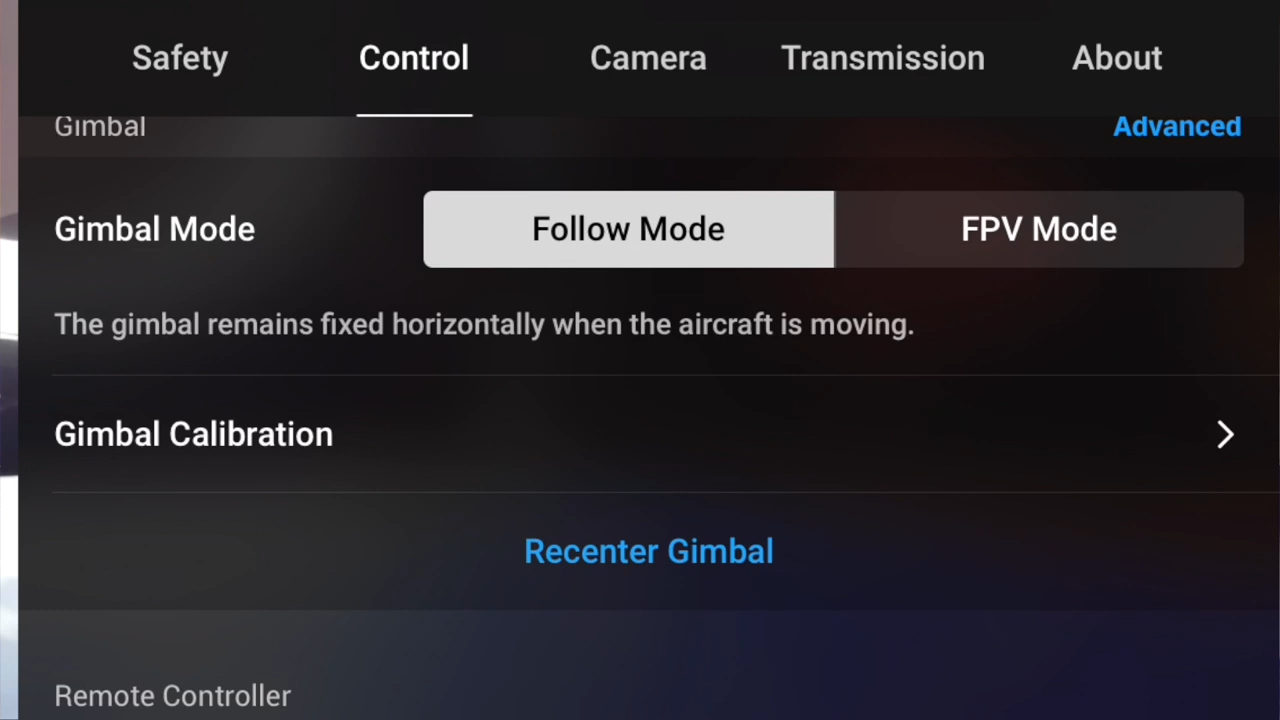 Safety Control Camera Transmission About
Gimbal Advanced
Gimbal Mode Follow Mode FPV Mode
The gimbal remains fixed horizontally when the aircraft is moving.
Gimbal Calibration
Recenter Gimbal
Remote Controller